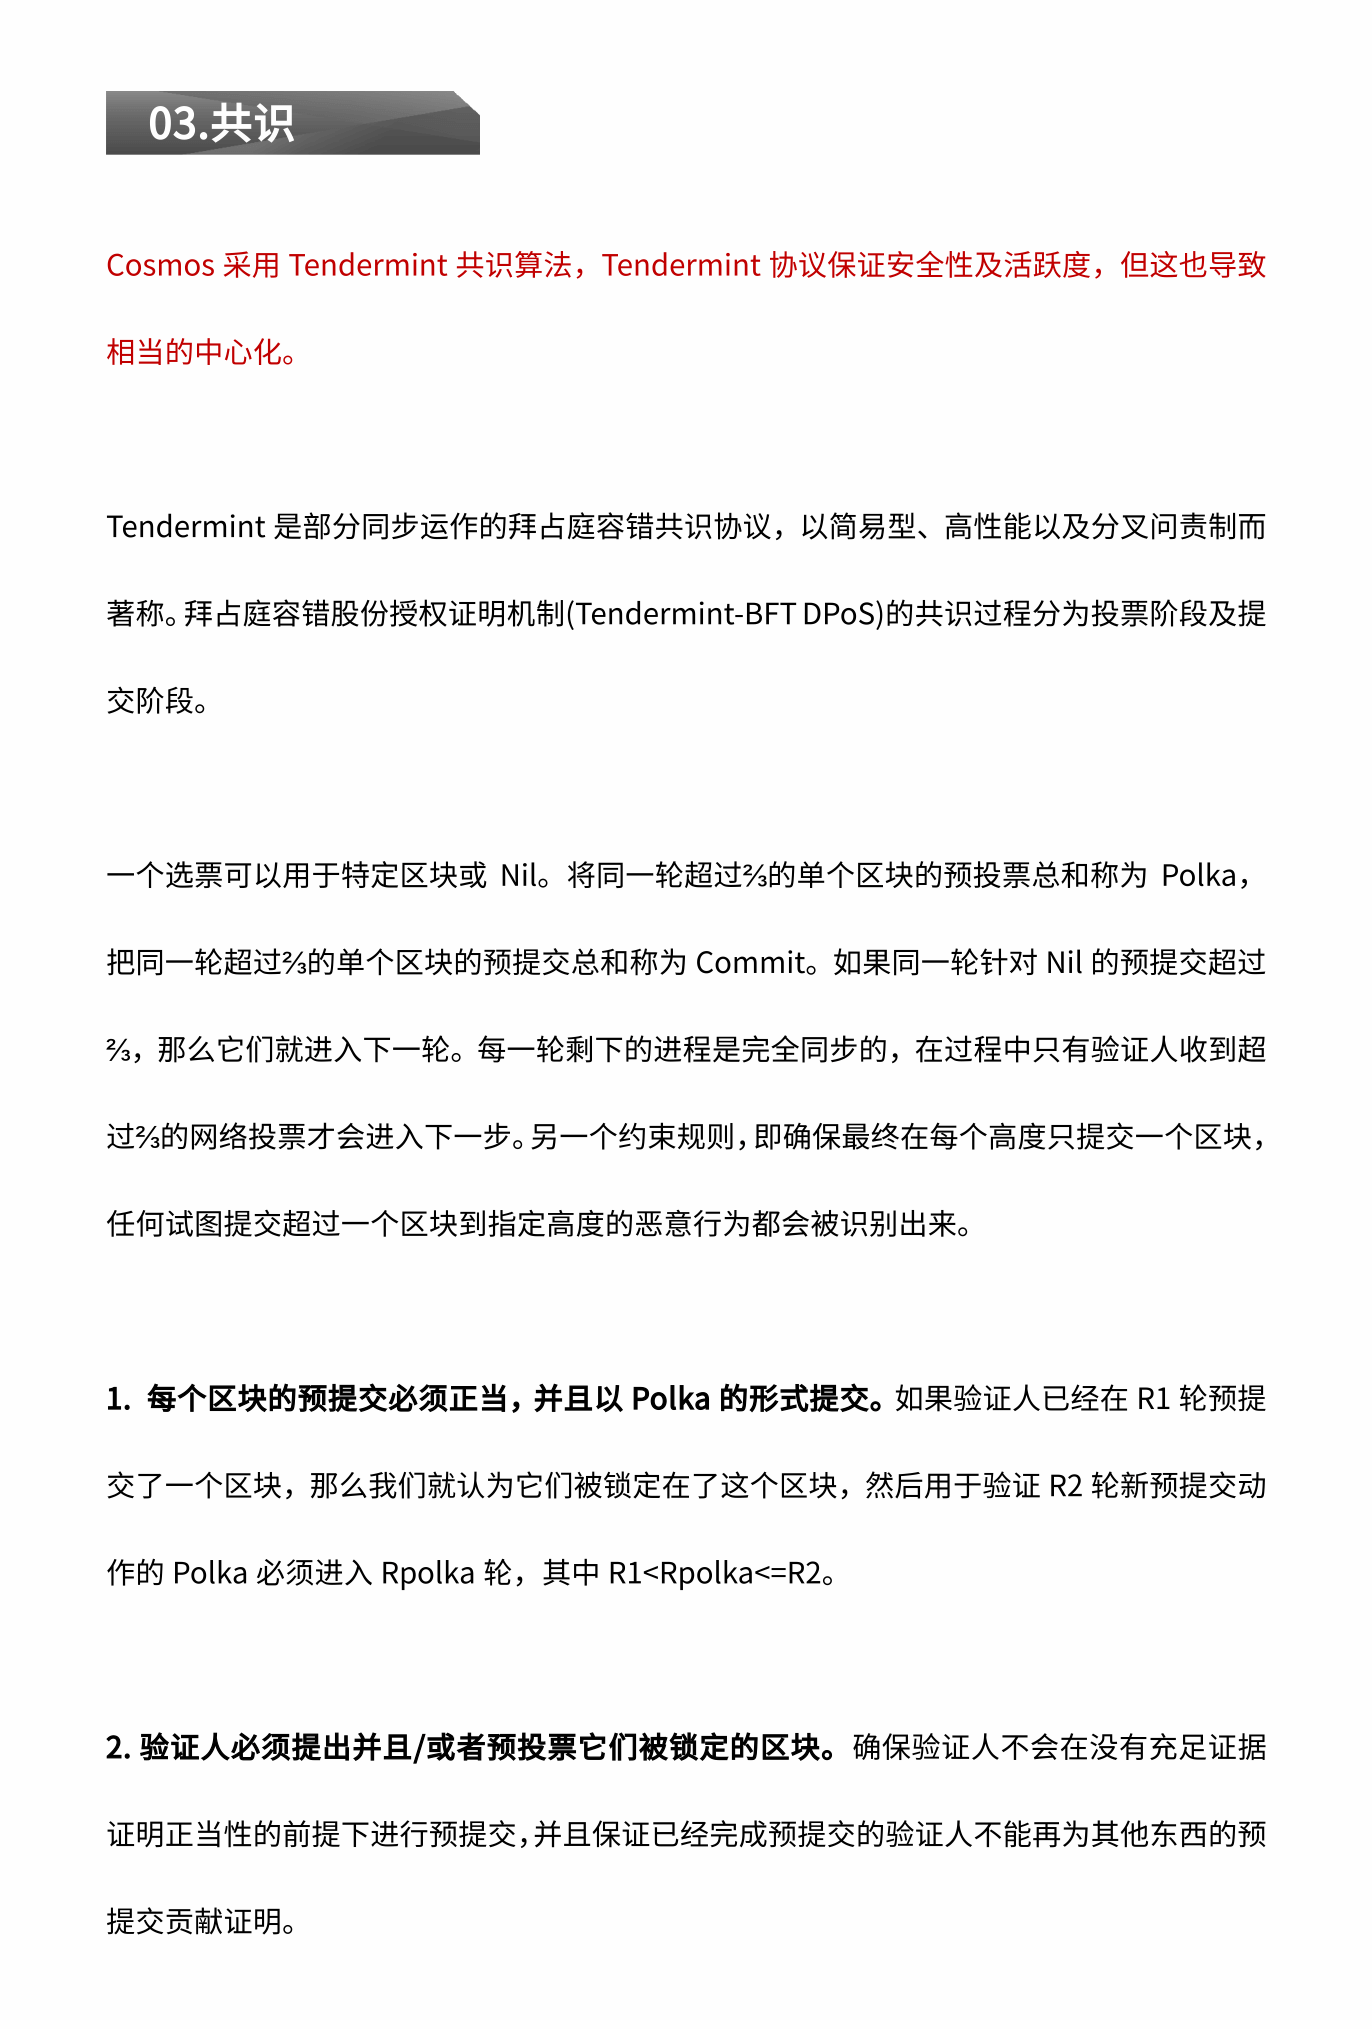 03.共识
Cosmos 采用 Tendermint 共识算法，Tendermint 协议保证安全性及活跃度，但这也导致
相当的中心化。
Tendermint 是部分同步运作的拜占庭容错共识协议，以简易型、高性能以及分叉问责制而
著称。拜占庭容错股份授权证明机制(Tendermint-BFT DPoS)的共识过程分为投票阶段及提
交阶段。
一个选票可以用于特定区块或 Nil。将同一轮超过⅔的单个区块的预投票总和称为 Polka，
把同一轮超过⅔的单个区块的预提交总和称为 Commit。如果同一轮针对 Nil 的预提交超过
⅔，那么它们就进入下一轮。每一轮剩下的进程是完全同步的，在过程中只有验证人收到超
过⅔的网络投票才会进入下一步。另一个约束规则，即确保最终在每个高度只提交一个区块，
任何试图提交超过一个区块到指定高度的恶意行为都会被识别出来。
1. 每个区块的预提交必须正当，并且以 Polka 的形式提交。如果验证人已经在 R1 轮预提
交了一个区块，那么我们就认为它们被锁定在了这个区块，然后用于验证 R2 轮新预提交动
作的 Polka 必须进入 Rpolka 轮，其中 R1<Rpolka<=R2。
2. 验证人必须提出并且/或者预投票它们被锁定的区块。确保验证人不会在没有充足证据
证明正当性的前提下进行预提交，并且保证已经完成预提交的验证人不能再为其他东西的预
提交贡献证明。